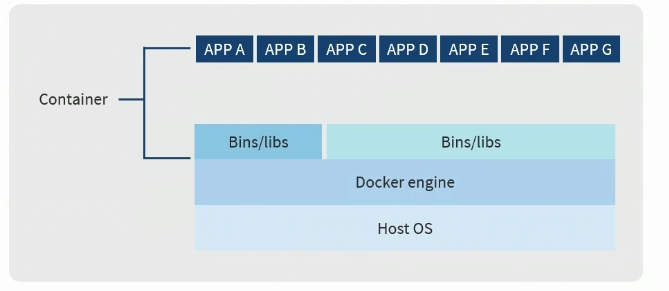 APP A APP B APP C APP D APP E APP F APP G
Container
Bins/libs Bins/libs
Docker engine
Host OS